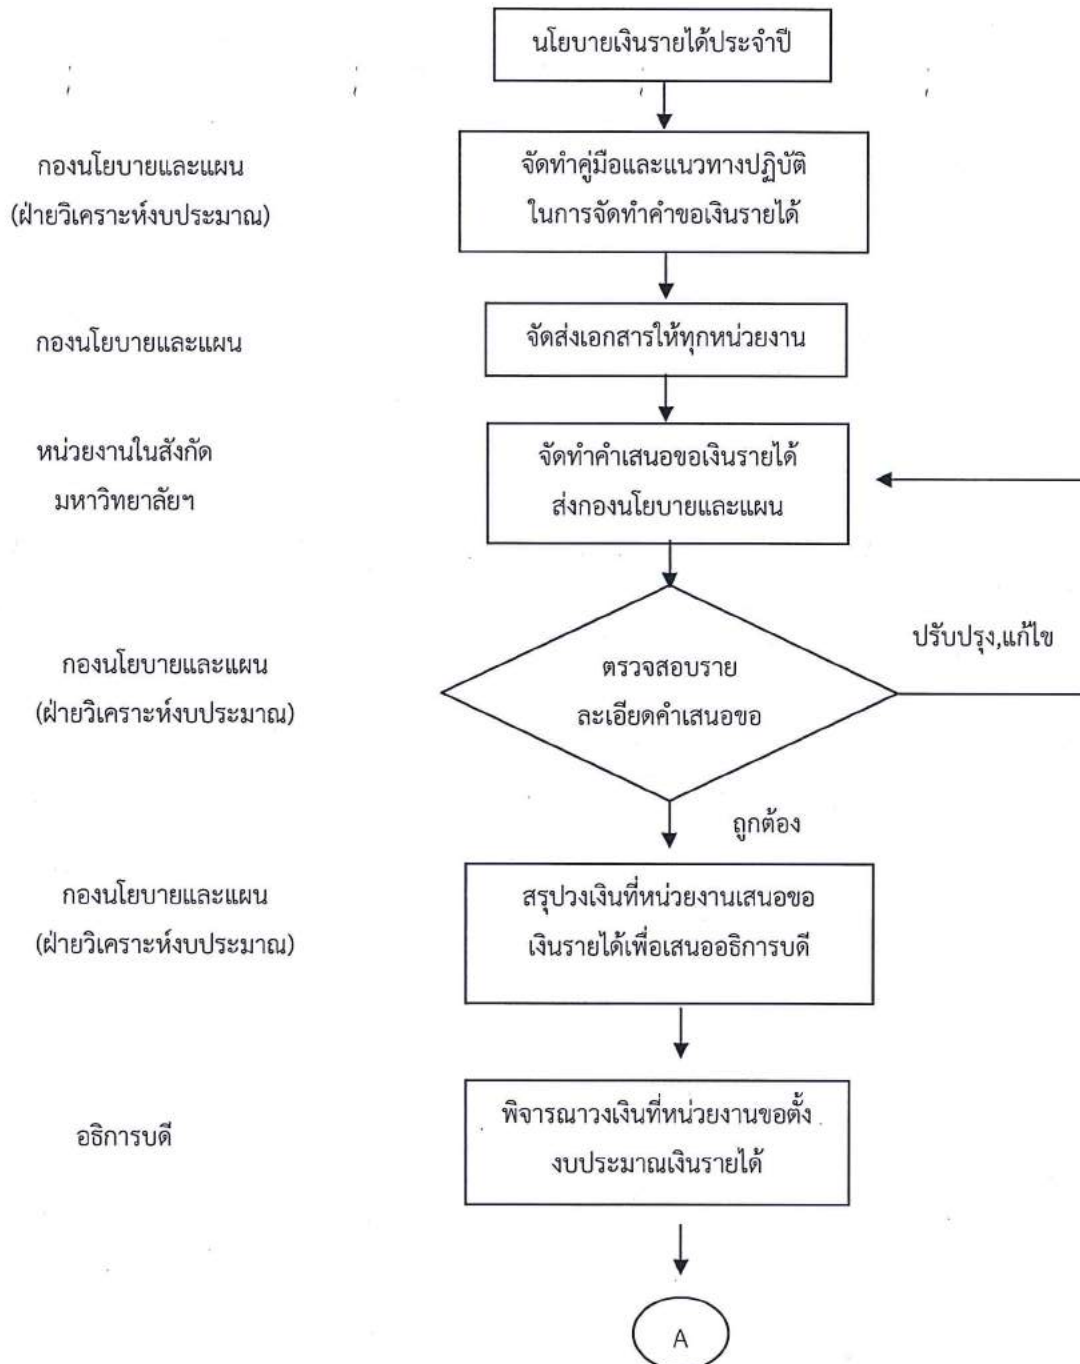 นโยบายเงินรายได้ประจำปี
กองนโยบายและแผน
(ฝ่ายวิเคราะห์งบประมาณ)
จัดทำคู่มือและแนวทางปฏิบัติ
ในการจัดทำคำขอเงินรายได้
กองนโยบายและแผน
จัดส่งเอกสารให้ทุกหน่วยงาน
หน่วยงานในสังกัด
มหาวิทยาลัยฯ
จัดทำคำเสนอขอเงินรายได้
ส่งกองนโยบายและแผน
กองนโยบายและแผน
(ฝ่ายวิเคราะห์งบประมาณ)
ตรวจสอบราย
ละเอียดคำเสนอขอ
ปรับปรุง,แก้ไข
ถูกต้อง
กองนโยบายและแผน
(ฝ่ายวิเคราะห์งบประมาณ)
สรุปวงเงินที่หน่วยงานเสนอขอ
เงินรายได้เพื่อเสนออธิการบดี
อธิการบดี
พิจารณาวงเงินที่หน่วยงานขอตั้ง
งบประมาณเงินรายได้
A